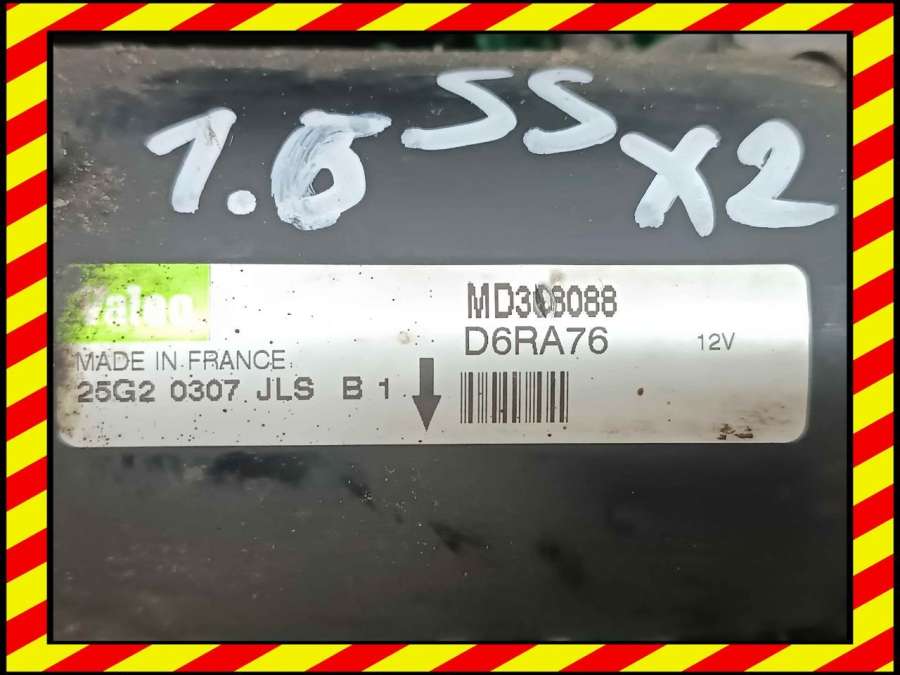 1.6 SS X2
Valeo
MD308088
D6RA76 12V
MADE IN FRANCE
25G2 0307 JLS B 1